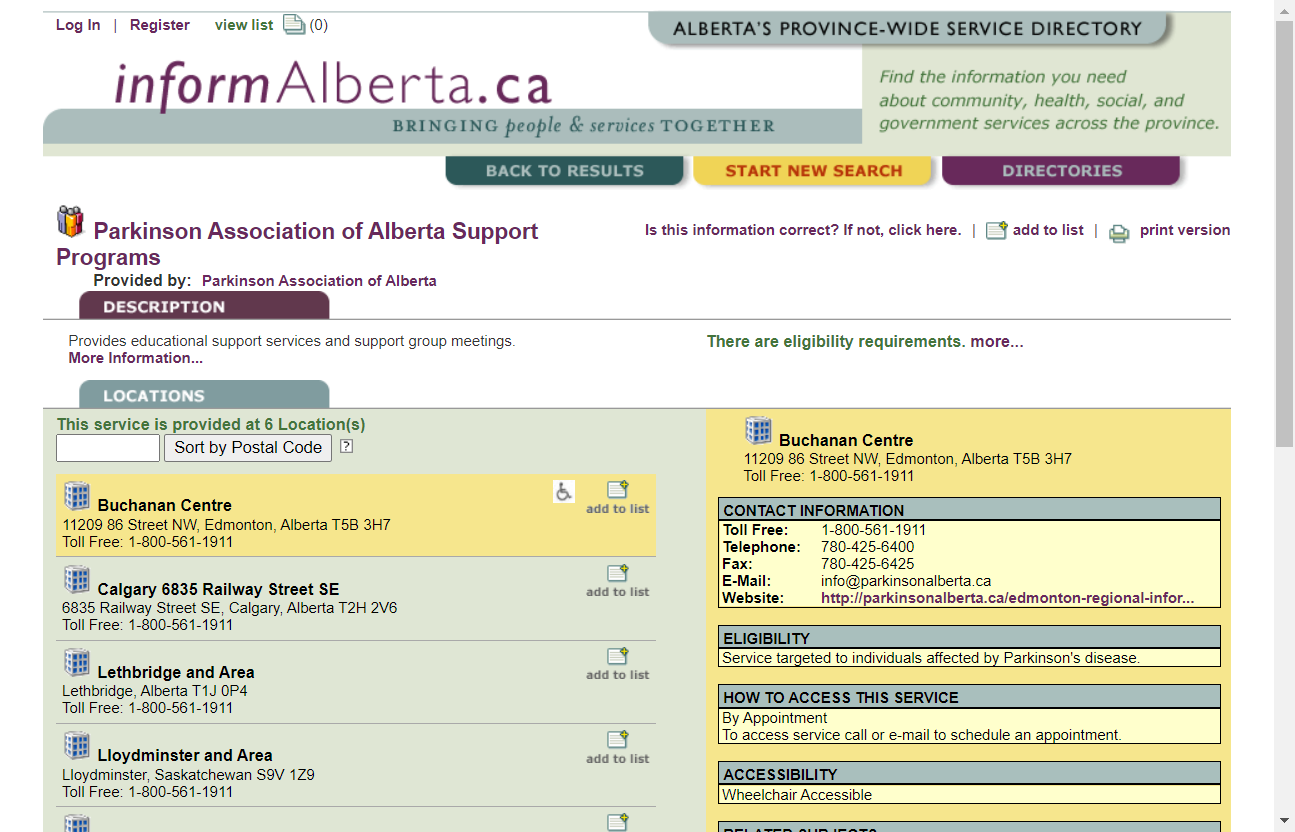 Log In | Register view list (0)
ALBERTA'S PROVINCE-WIDE SERVICE DIRECTORY
informAlberta.ca
BRINGING people & services TOGETHER
Find the information you need
about community, health, social, and
government services across the province.
BACK TO RESULTS
START NEW SEARCH
DIRECTORIES
Parkinson Association of Alberta Support
Programs
Is this information correct? If not, click here. | add to list | print version
Provided by: Parkinson Association of Alberta
DESCRIPTION
Provides educational support services and support group meetings.
More Information...
There are eligibility requirements. more...
LOCATIONS
This service is provided at 6 Location(s)
Sort by Postal Code ?
Buchanan Centre
add to list
11209 86 Street NW, Edmonton, Alberta T5B 3H7
Toll Free: 1-800-561-1911
Calgary 6835 Railway Street SE
add to list
6835 Railway Street SE, Calgary, Alberta T2H 2V6
Toll Free: 1-800-561-1911
Lethbridge and Area
add to list
Lethbridge, Alberta T1J 0P4
Toll Free: 1-800-561-1911
Lloydminster and Area
add to list
Lloydminster, Saskatchewan S9V 1Z9
Toll Free: 1-800-561-1911
Buchanan Centre
11209 86 Street NW, Edmonton, Alberta T5B 3H7
Toll Free: 1-800-561-1911
CONTACT INFORMATION
Toll Free: 1-800-561-1911
Telephone: 780-425-6400
Fax: 780-425-6425
E-Mail: info@parkinsonalberta.ca
Website: http://parkinsonalberta.ca/edmonton-regional-infor...
ELIGIBILITY
Service targeted to individuals affected by Parkinson's disease.
HOW TO ACCESS THIS SERVICE
By Appointment
To access service call or e-mail to schedule an appointment.
ACCESSIBILITY
Wheelchair Accessible
RELATED SUBJECTS